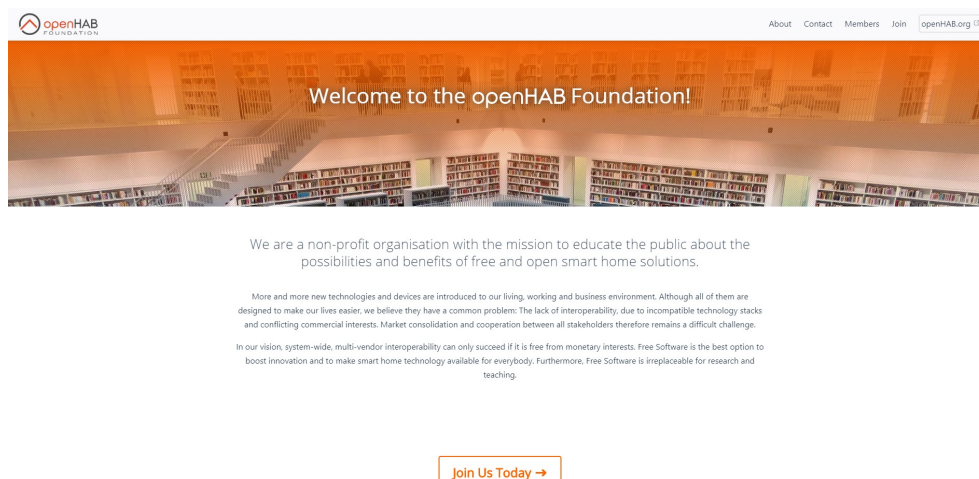 openHAB
FOUNDATION
About Contact Members Join openHAB.org
Welcome to the openHAB Foundation!
We are a non-profit organisation with the mission to educate the public about the
possibilities and benefits of free and open smart home solutions.
More and more new technologies and devices are introduced to our living, working and business environment. Although all of them are
designed to make our lives easier, we believe they have a common problem: The lack of interoperability, due to incompatible technology stacks
and conflicting commercial interests. Market consolidation and cooperation between all stakeholders therefore remains a difficult challenge.
In our vision, system-wide, multi-vendor interoperability can only succeed if it is free from monetary interests. Free Software is the best option to
boost innovation and to make smart home technology available for everybody. Furthermore, Free Software is irreplaceable for research and
teaching.
Join Us Today →